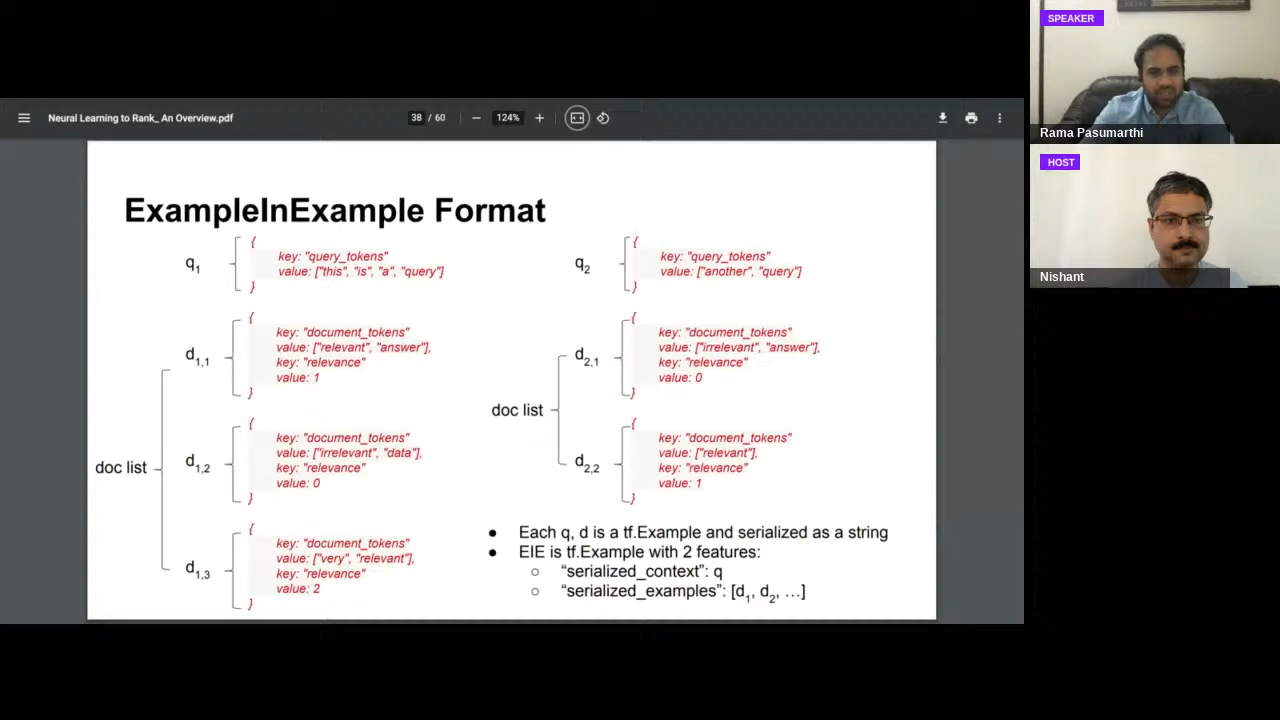 Neural Learning to Rank_ An Overview.pdf
38 / 60
124%
ExampleInExample Format
q1
{
key: "query_tokens"
value: ["this", "is", "a", "query"]
}
d1,1
{
key: "document_tokens"
value: ["relevant", "answer"],
key: "relevance"
value: 1
}
doc list
d1,2
{
key: "document_tokens"
value: ["irrelevant", "data"],
key: "relevance"
value: 0
}
d1,3
{
key: "document_tokens"
value: ["very", "relevant"],
key: "relevance"
value: 2
}
q2
{
key: "query_tokens"
value: ["another", "query"]
}
d2,1
{
key: "document_tokens"
value: ["irrelevant", "answer"],
key: "relevance"
value: 0
}
doc list
d2,2
{
key: "document_tokens"
value: ["relevant"],
key: "relevance"
value: 1
}
● Each q, d is a tf.Example and serialized as a string
● EIE is tf.Example with 2 features:
○ “serialized_context”: q
○ “serialized_examples”: [d1, d2, …]
SPEAKER
Rama Pasumarthi
HOST
Nishant